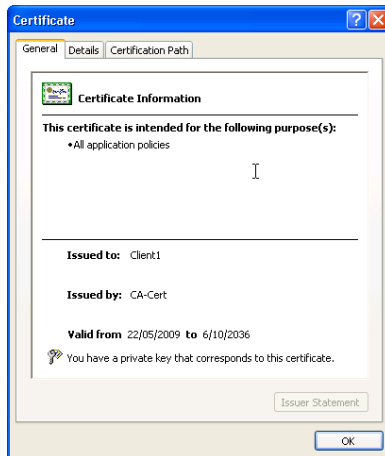 Certificate
General Details Certification Path
Certificate Information
This certificate is intended for the following purpose(s):
•All application policies
Issued to: Client1
Issued by: CA-Cert
Valid from 22/05/2009 to 6/10/2036
You have a private key that corresponds to this certificate.
Issuer Statement
OK